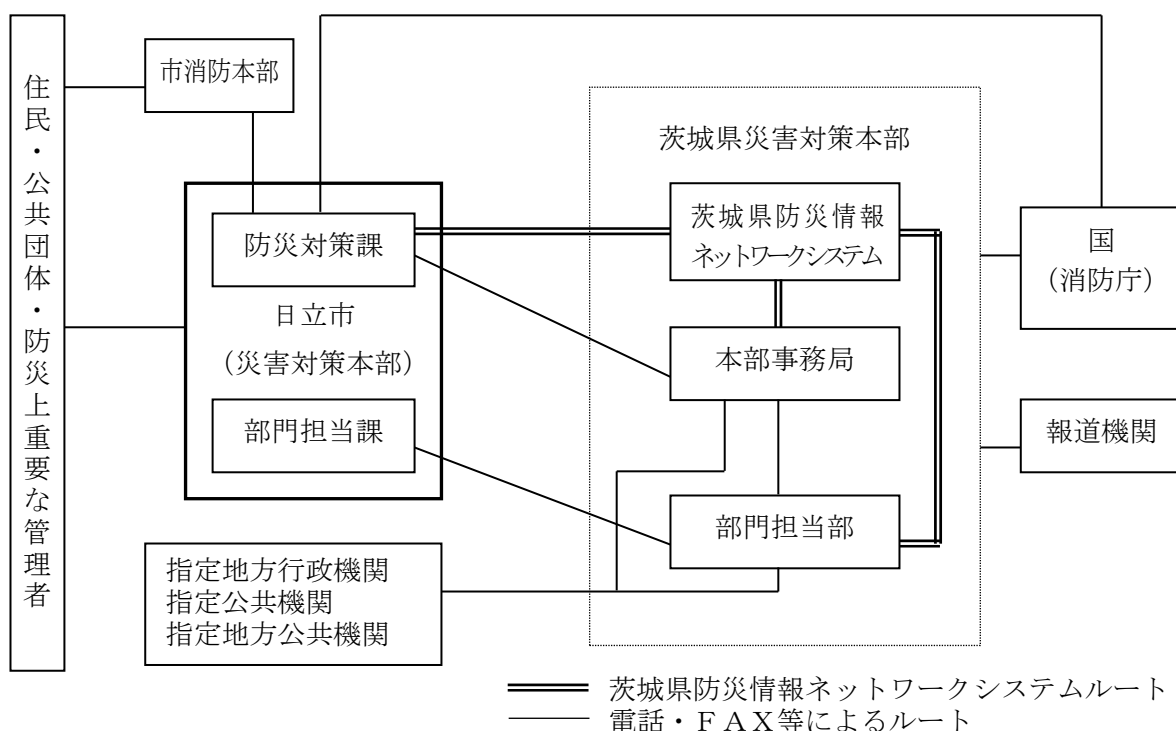 住民・公共団体・防災上重要な管理者
市消防本部
防災対策課
日立市
（災害対策本部）
部門担当課
指定地方行政機関
指定公共機関
指定地方公共機関
茨城県災害対策本部
茨城県防災情報
ネットワークシステム
本部事務局
部門担当部
国
（消防庁）
報道機関
茨城県防災情報ネットワークシステムルート
電話・ＦＡＸ等によるルート